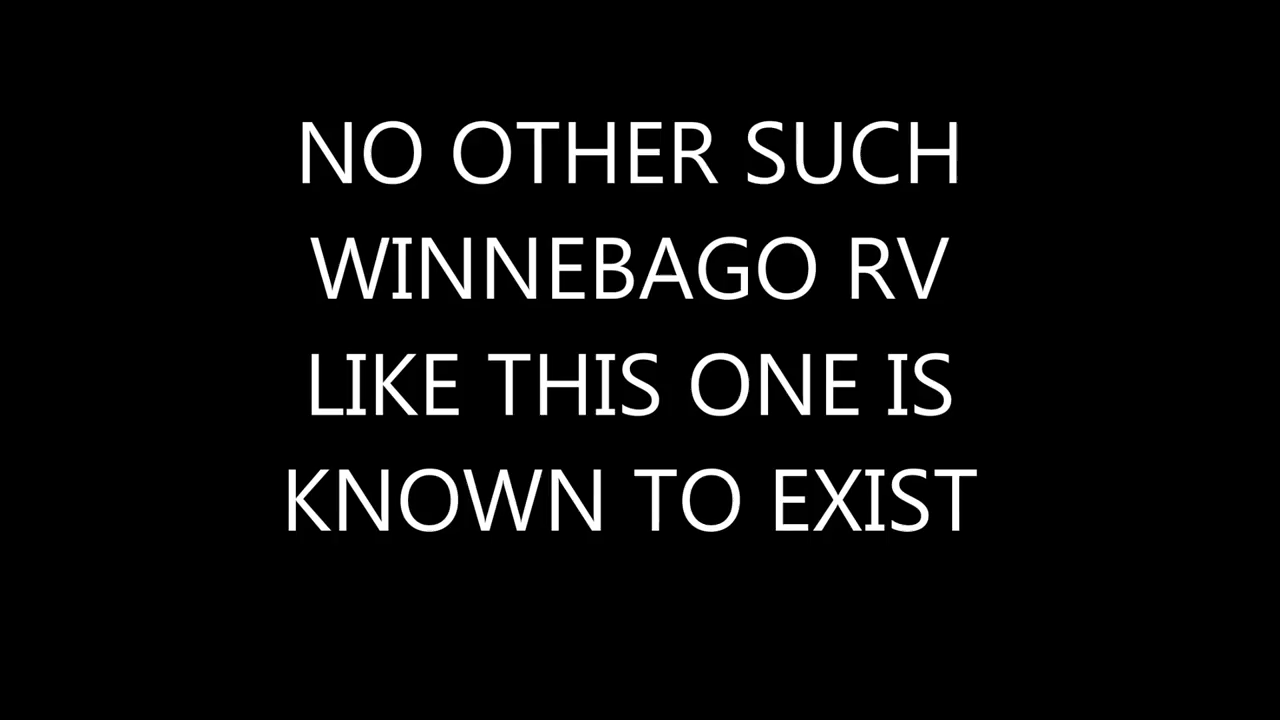 NO OTHER SUCH
WINNEBAGO RV
LIKE THIS ONE IS
KNOWN TO EXIST